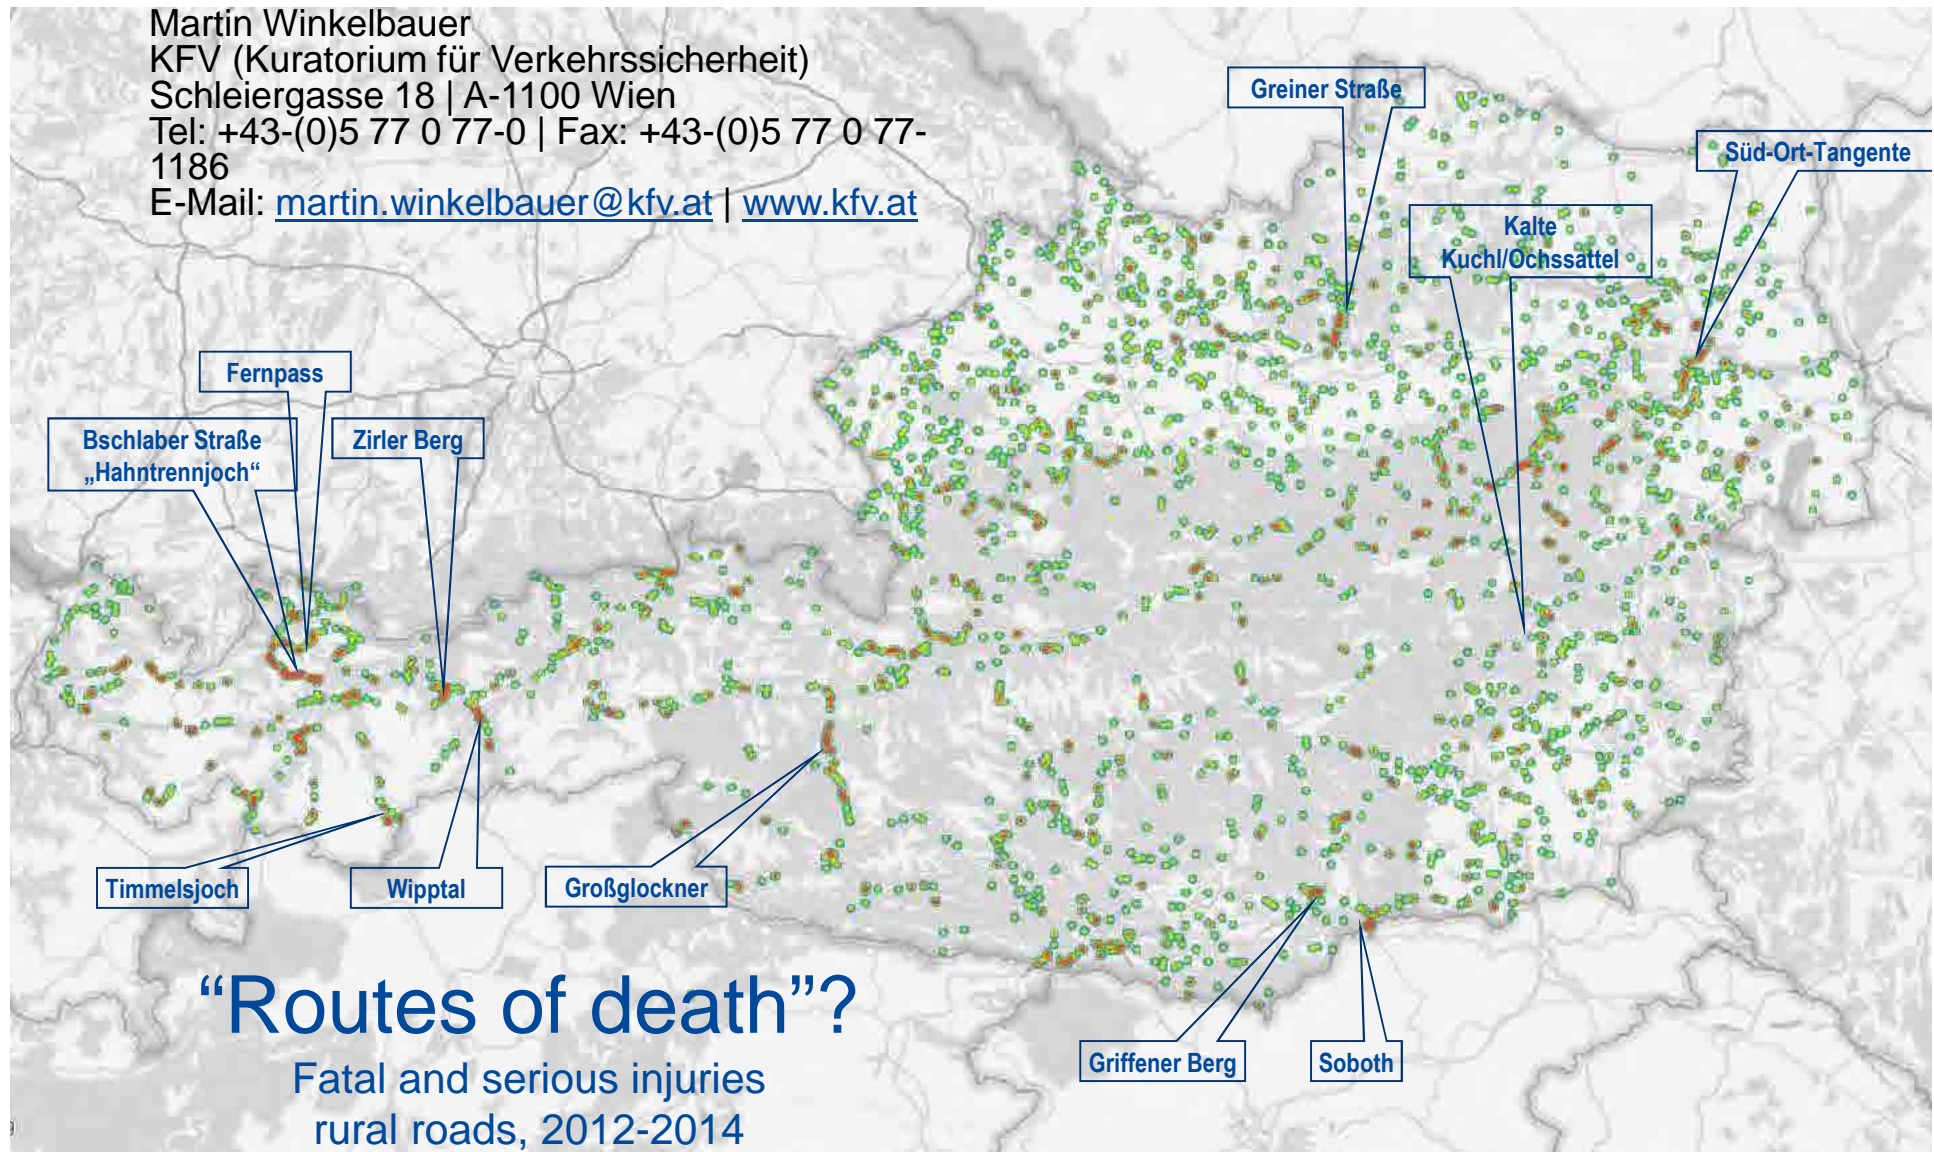 Martin Winkelbauer
KFV (Kuratorium für Verkehrssicherheit)
Schleiergasse 18 | A-1100 Wien
Tel: +43-(0)5 77 0 77-0 | Fax: +43-(0)5 77 0 77-
1186
E-Mail: martin.winkelbauer@kfv.at | www.kfv.at
Greiner Straße
Süd-Ort-Tangente
Kalte
Kuchl/Ochssattel
Fernpass
Bschlaber Straße
„Hahntrennjoch“
Zirler Berg
Timmelsjoch
Wipptal
Großglockner
Griffener Berg
Soboth
“Routes of death”?
Fatal and serious injuries
rural roads, 2012-2014